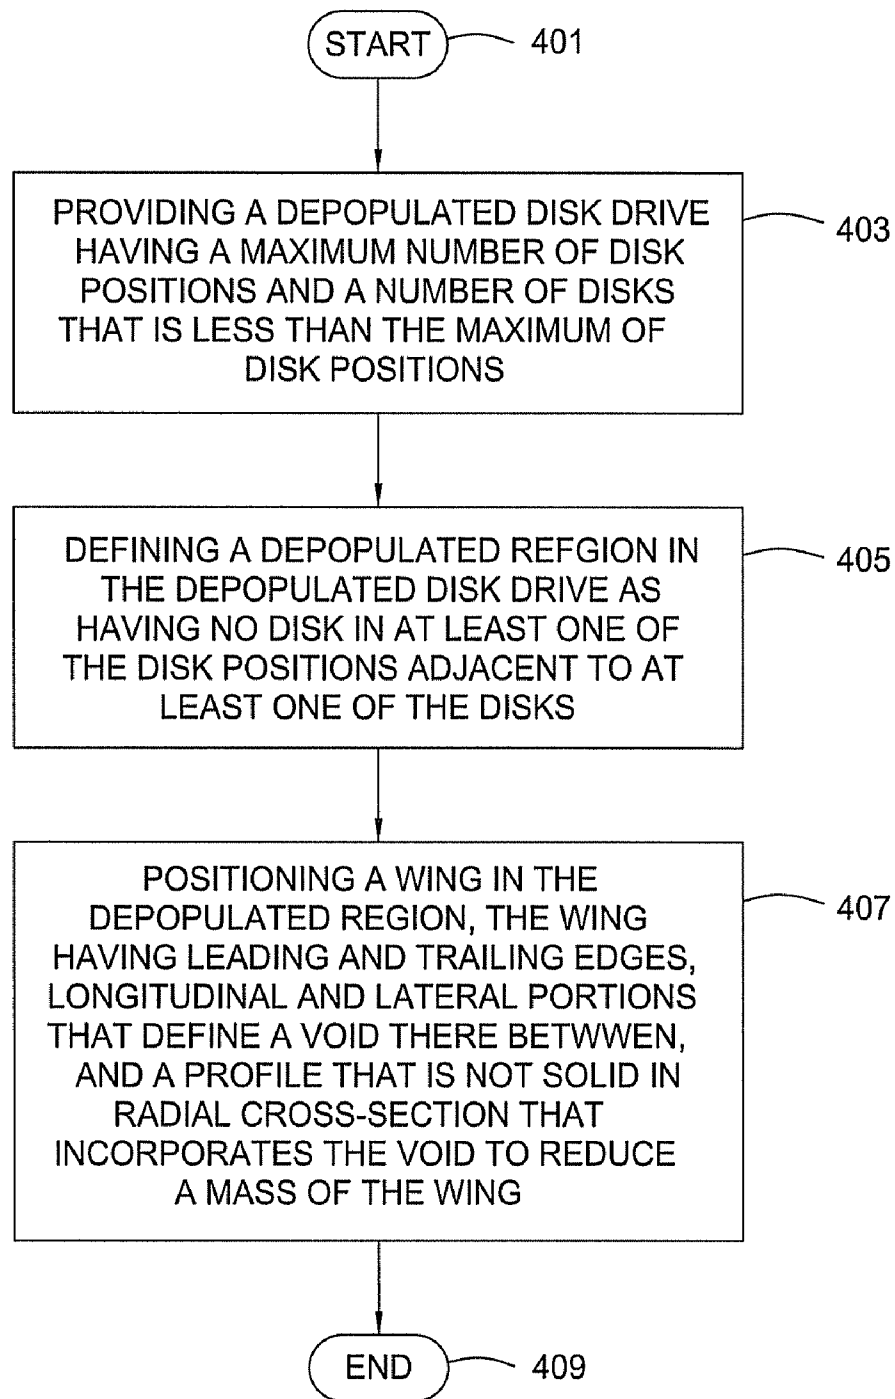 START
401
PROVIDING A DEPOPULATED DISK DRIVE
HAVING A MAXIMUM NUMBER OF DISK
POSITIONS AND A NUMBER OF DISKS
THAT IS LESS THAN THE MAXIMUM OF
DISK POSITIONS
403
DEFINING A DEPOPULATED REFGION IN
THE DEPOPULATED DISK DRIVE AS
HAVING NO DISK IN AT LEAST ONE OF
THE DISK POSITIONS ADJACENT TO AT
LEAST ONE OF THE DISKS
405
POSITIONING A WING IN THE
DEPOPULATED REGION, THE WING
HAVING LEADING AND TRAILING EDGES,
LONGITUDINAL AND LATERAL PORTIONS
THAT DEFINE A VOID THERE BETWWEN,
AND A PROFILE THAT IS NOT SOLID IN
RADIAL CROSS-SECTION THAT
INCORPORATES THE VOID TO REDUCE
A MASS OF THE WING
407
END
409